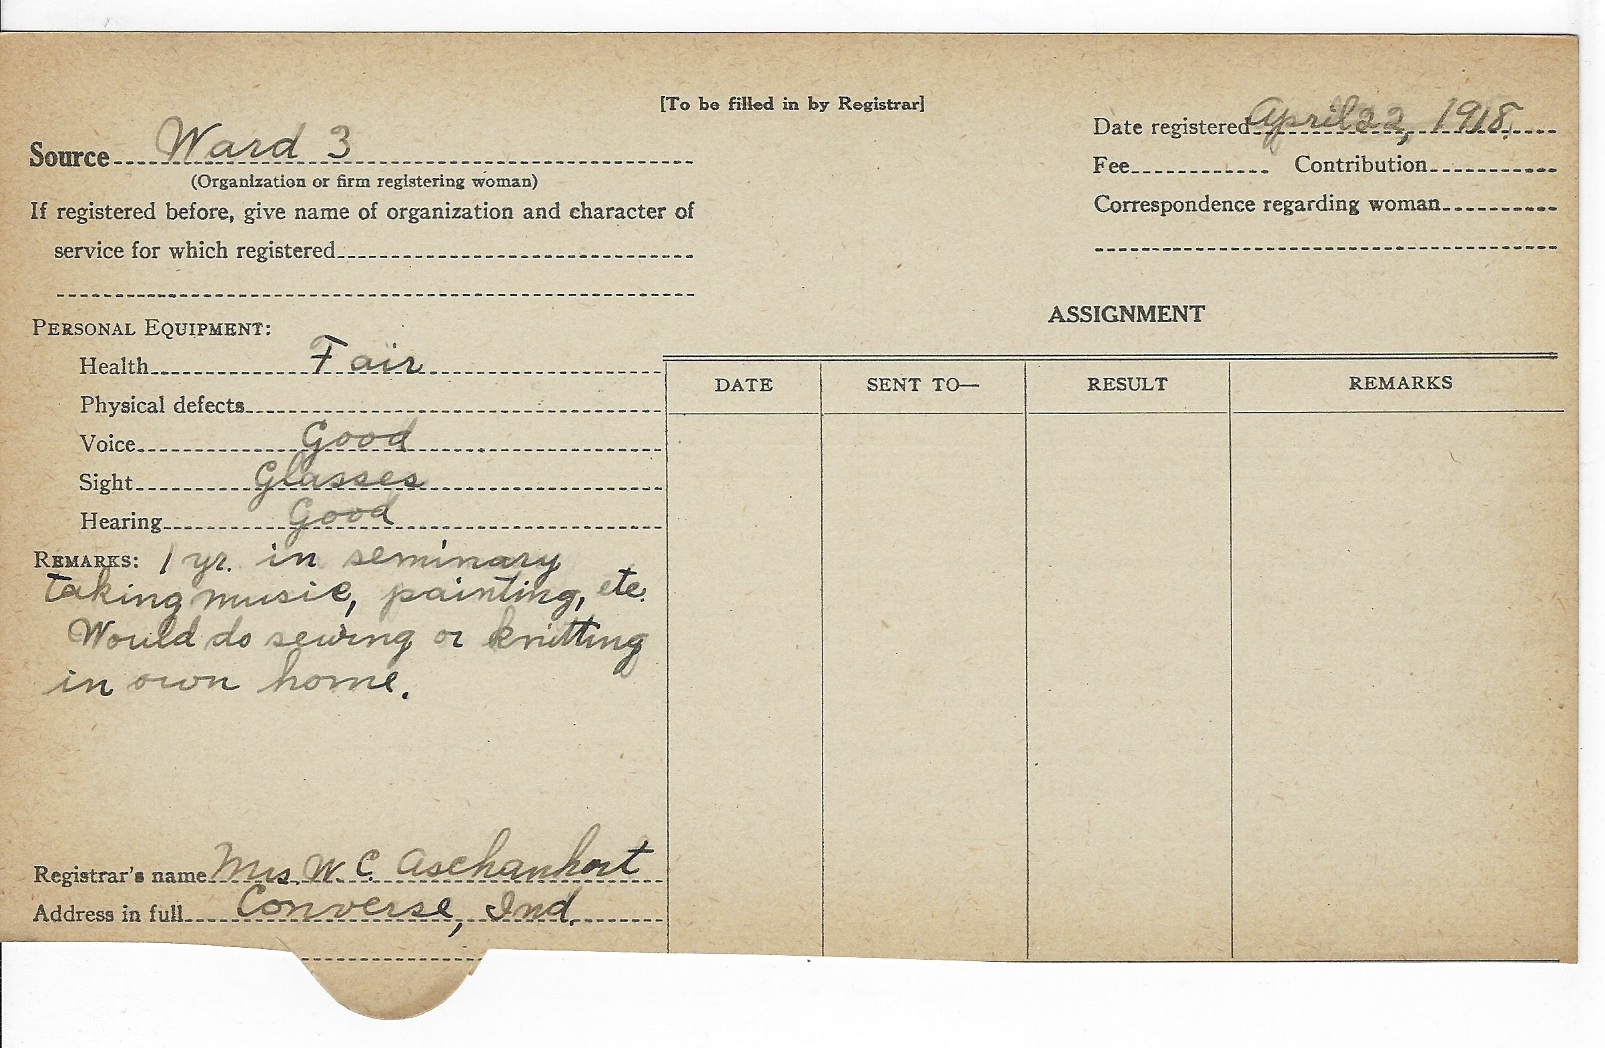 [To be filled in by Registrar]
Source Ward 3
(Organization or firm registering woman)
If registered before, give name of organization and character of
service for which registered
Date registered April 22, 1918.
Fee Contribution
Correspondence regarding woman
PERSONAL EQUIPMENT:
Health Fair
Physical defects
Voice Good
Sight Glasses
Hearing Good
REMARKS: 1 yr. in seminary
taking music, painting, etc.
Would do sewing or knitting
in own home.
Registrar's name Mrs. W. C. Aschanhort
Address in full Converse, Ind.
ASSIGNMENT
DATE SENT TO— RESULT REMARKS